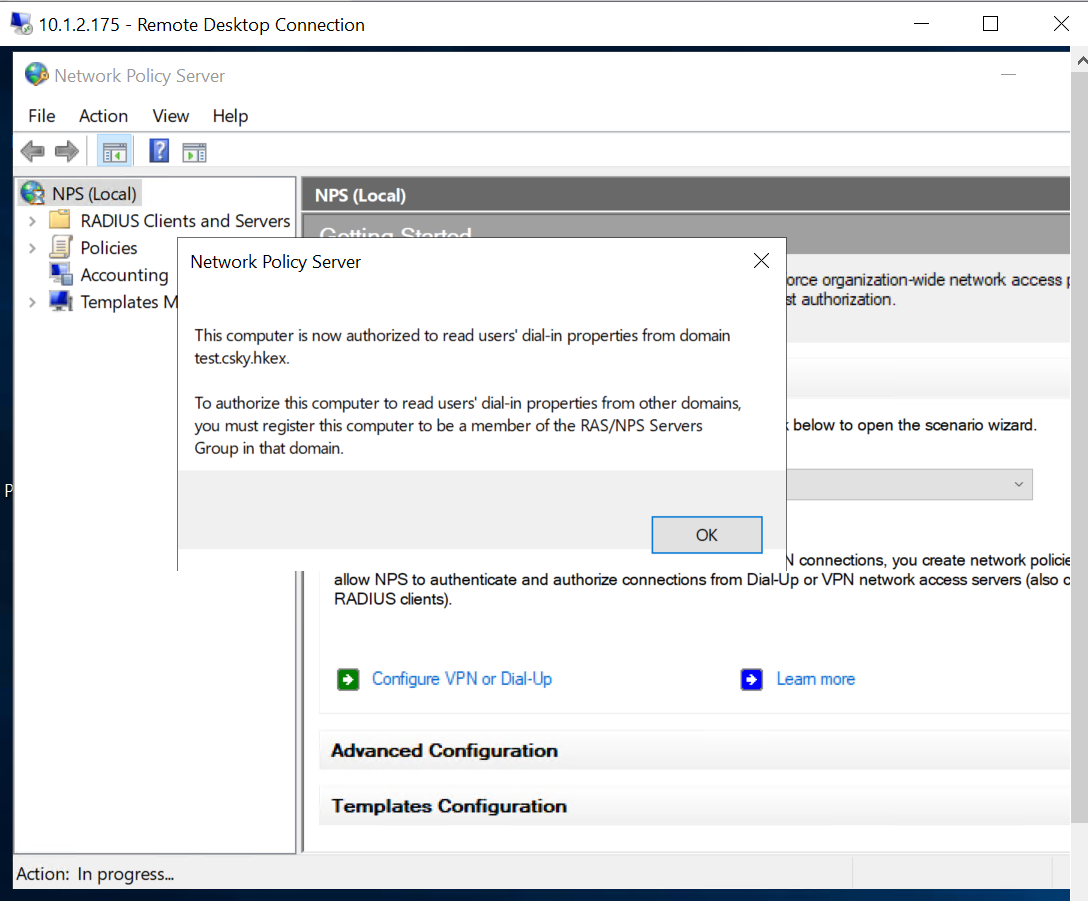 10.1.2.175 - Remote Desktop Connection
Network Policy Server
File Action View Help
NPS (Local)
RADIUS Clients and Servers
Policies
Accounting
Templates M
NPS (Local)
Getting Started
orce organization-wide network access p
st authorization.
Network Policy Server
This computer is now authorized to read users' dial-in properties from domain
test.csky.hkex.
To authorize this computer to read users' dial-in properties from other domains,
you must register this computer to be a member of the RAS/NPS Servers
Group in that domain.
OK
k below to open the scenario wizard.
N connections, you create network policie
allow NPS to authenticate and authorize connections from Dial-Up or VPN network access servers (also c
RADIUS clients).
Configure VPN or Dial-Up
Learn more
Advanced Configuration
Templates Configuration
P
Action: In progress...